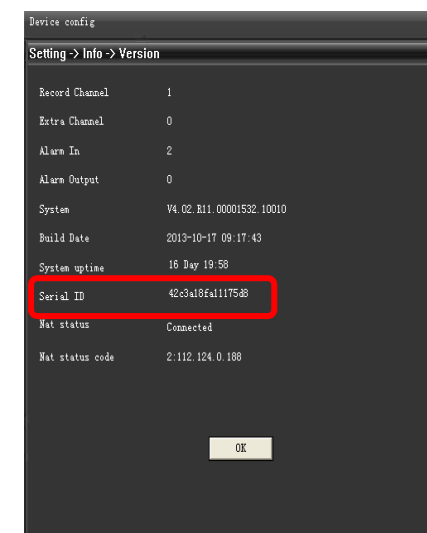 Device config
Setting -> Info -> Version
Record Channel 1
Extra Channel 0
Alarm In 2
Alarm Output 0
System V4.02.R11.00001532.10010
Build Date 2013-10-17 09:17:43
System uptime 16 Day 19:58
Serial ID 42c3a18fa11175d8
Nat status Connected
Nat status code 2:112.124.0.188
OK